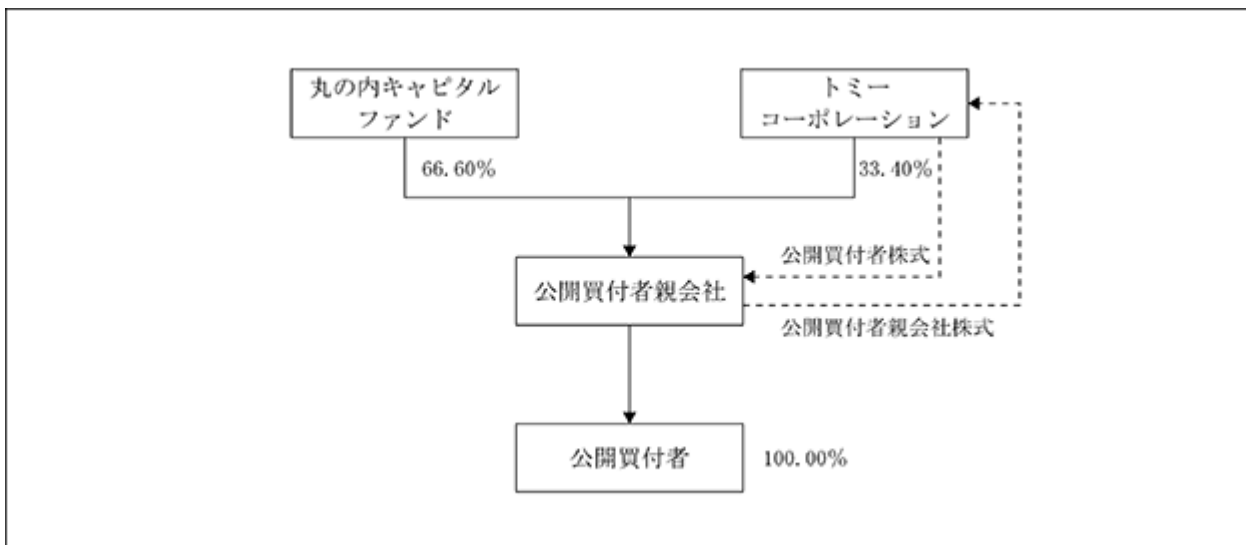 丸の内キャピタル
ファンド
トミー
コーポレーション
66.60%
33.40%
公開買付者株式
公開買付者親会社
公開買付者親会社株式
公開買付者
100.00%